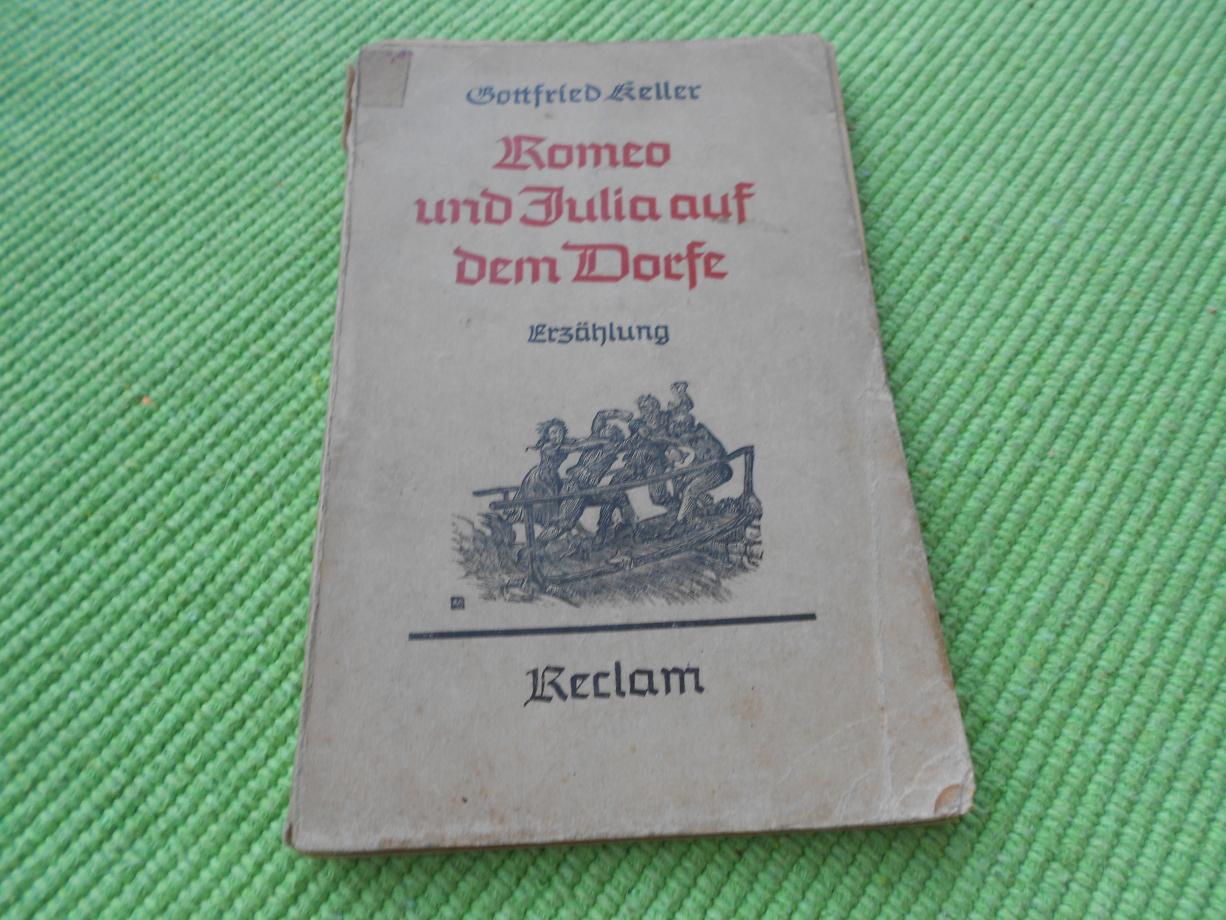 Gottfried Keller
Romeo
und Julia auf
dem Dorfe
Erzählung
Reclam